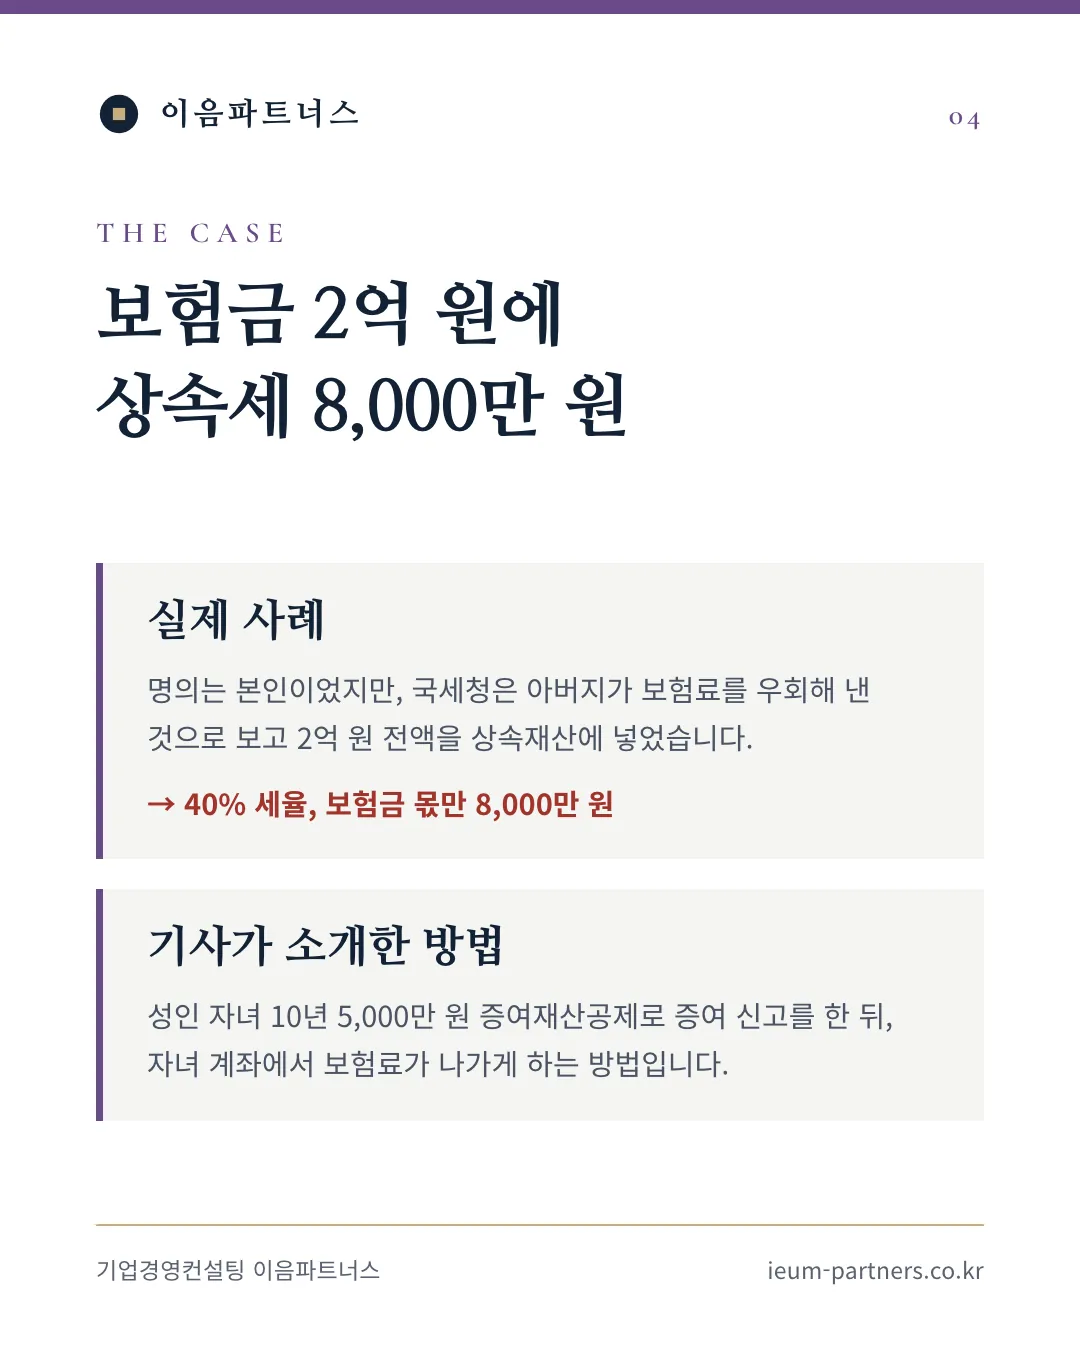 이음파트너스
04
THE CASE
보험금 2억 원에
상속세 8,000만 원
실제 사례
명의는 본인이었지만, 국세청은 아버지가 보험료를 우회해 낸
것으로 보고 2억 원 전액을 상속재산에 넣었습니다.
→ 40% 세율, 보험금 몫만 8,000만 원
기사가 소개한 방법
성인 자녀 10년 5,000만 원 증여재산공제로 증여 신고를 한 뒤,
자녀 계좌에서 보험료가 나가게 하는 방법입니다.
기업경영컨설팅 이음파트너스
ieum-partners.co.kr